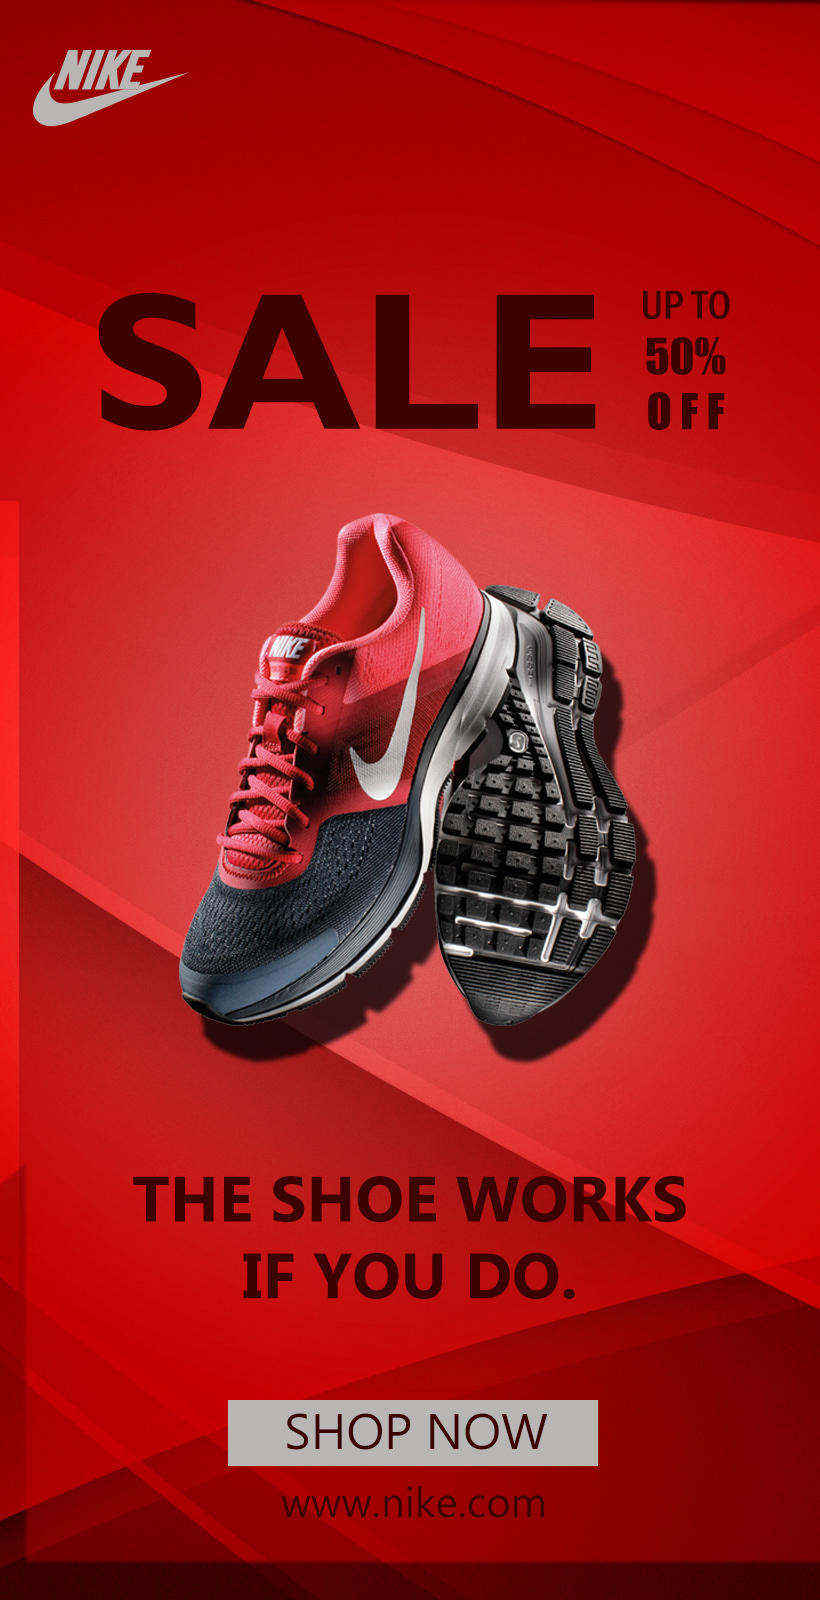 NIKE
SALE
UP TO
50%
OFF
NIKE
THE SHOE WORKS
IF YOU DO.
SHOP NOW
www.nike.com